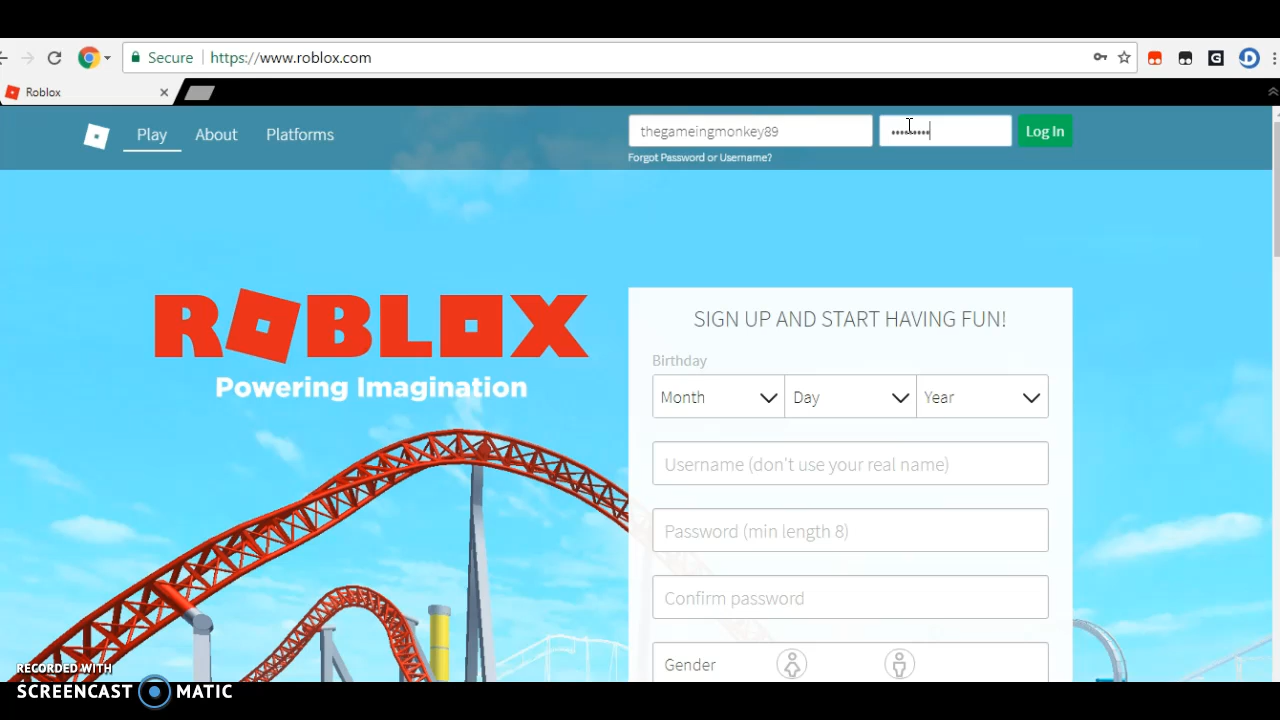 Secure https://www.roblox.com
Roblox
Play About Platforms
thegameingmonkey89 Log In
Forgot Password or Username?
ROBLOX
Powering Imagination
SIGN UP AND START HAVING FUN!
Birthday
Month Day Year
Username (don't use your real name)
Password (min length 8)
Confirm password
Gender
RECORDED WITH
SCREENCAST MATIC